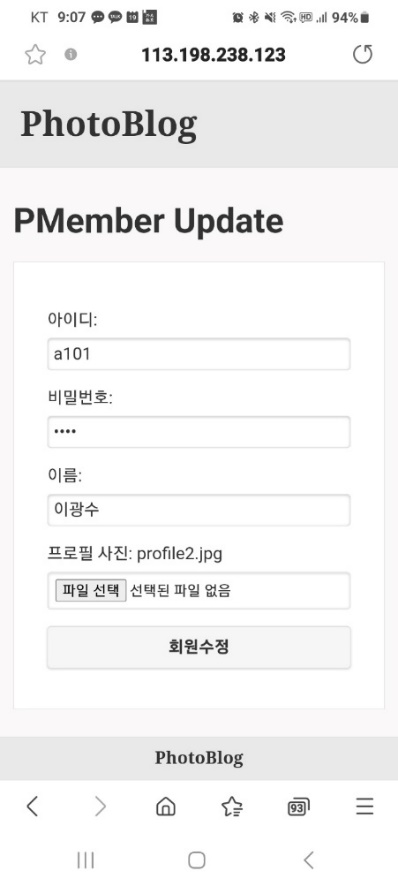 KT 9:07 94%
113.198.238.123
PhotoBlog
PMember Update
아이디:
a101
비밀번호:
••••
이름:
이광수
프로필 사진: profile2.jpg
파일 선택 선택된 파일 없음
회원수정
PhotoBlog
93